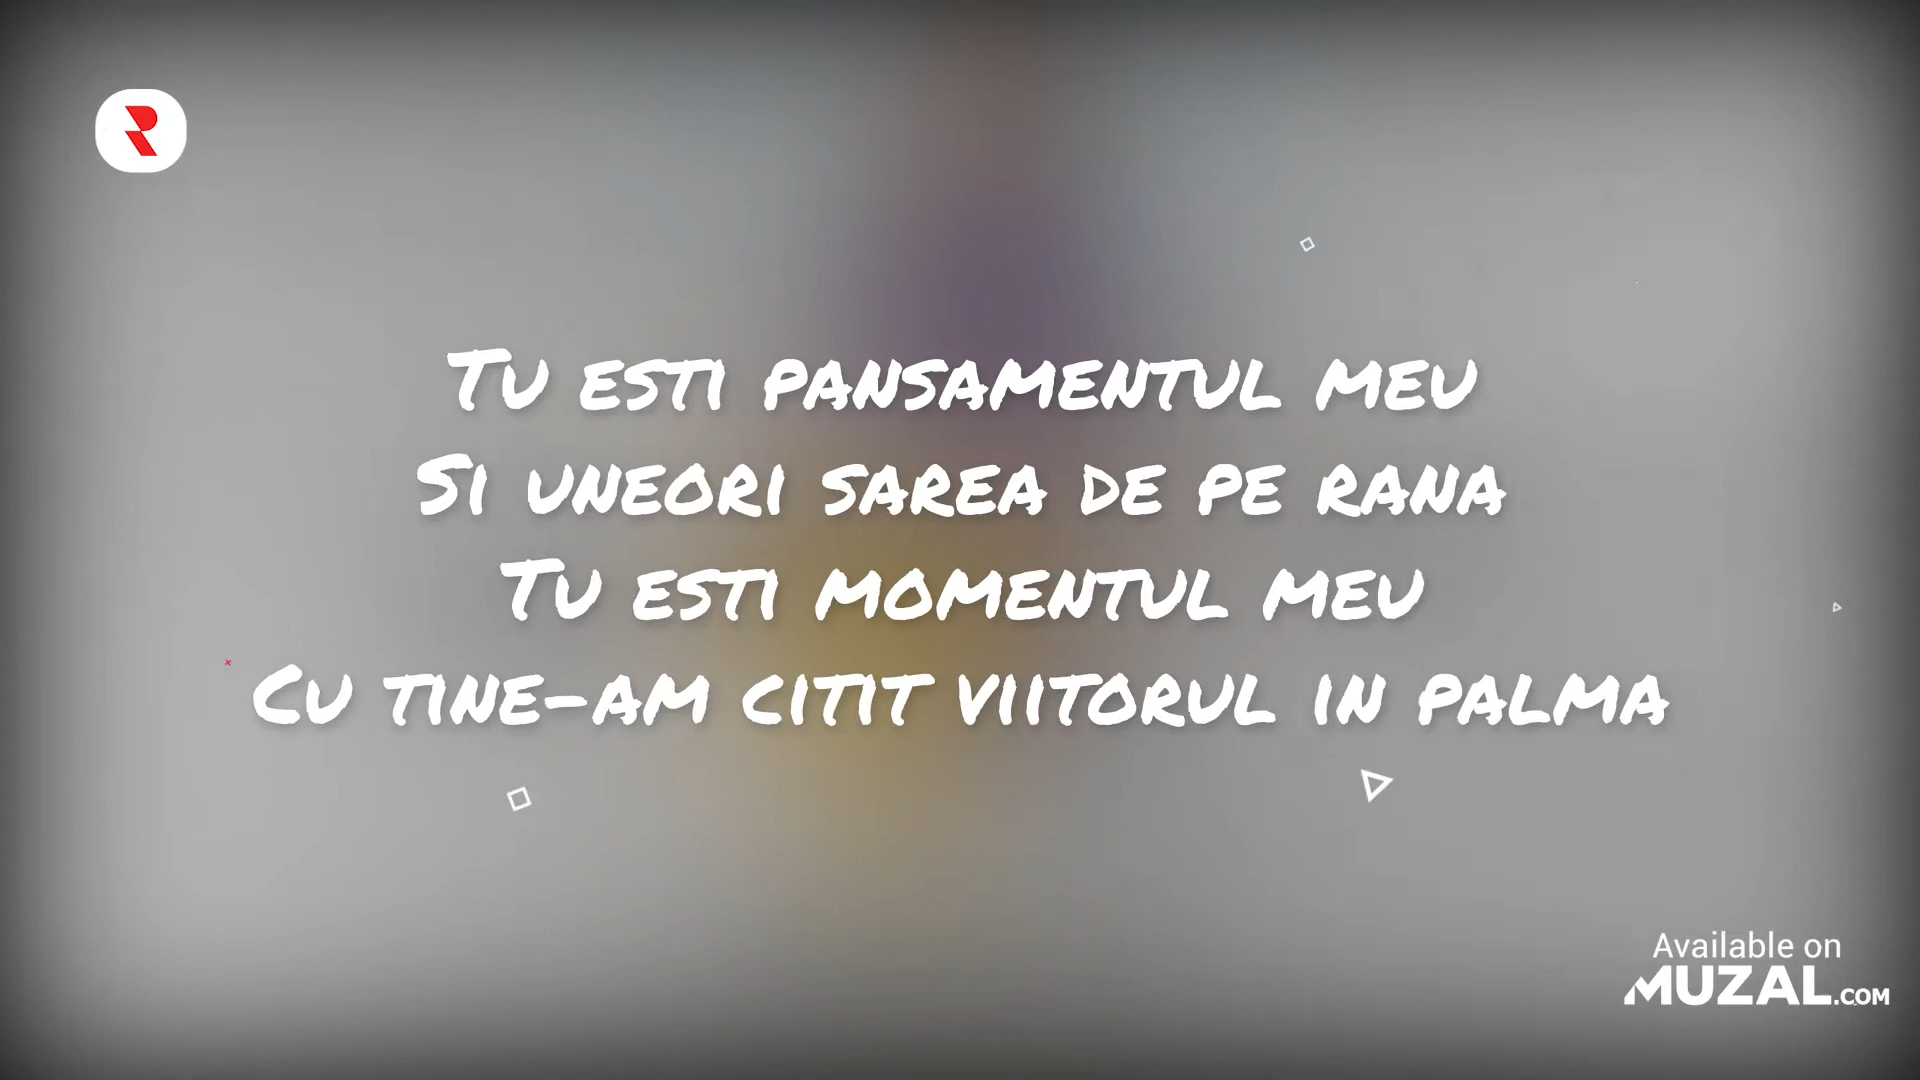 Tu esti pansamentul meu
Si uneori sarea de pe rana
Tu esti momentul meu
Cu tine-am citit viitorul in palma
Available on
MUZAL.COM